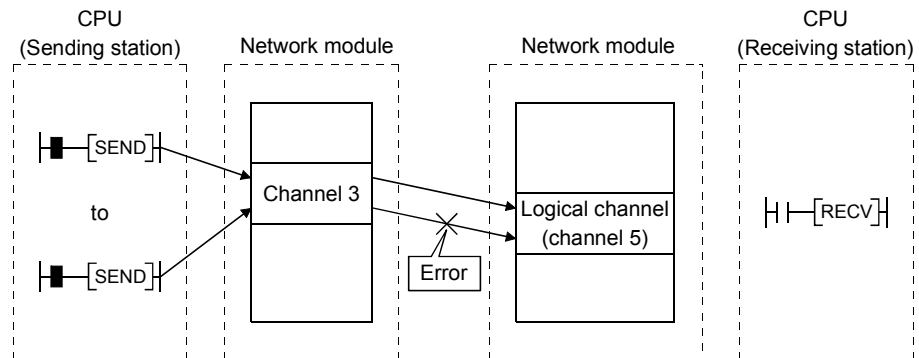 CPU
(Sending station)
Network module
Network module
CPU
(Receiving station)
SEND
to
SEND
Channel 3
Error
Logical channel
(channel 5)
RECV